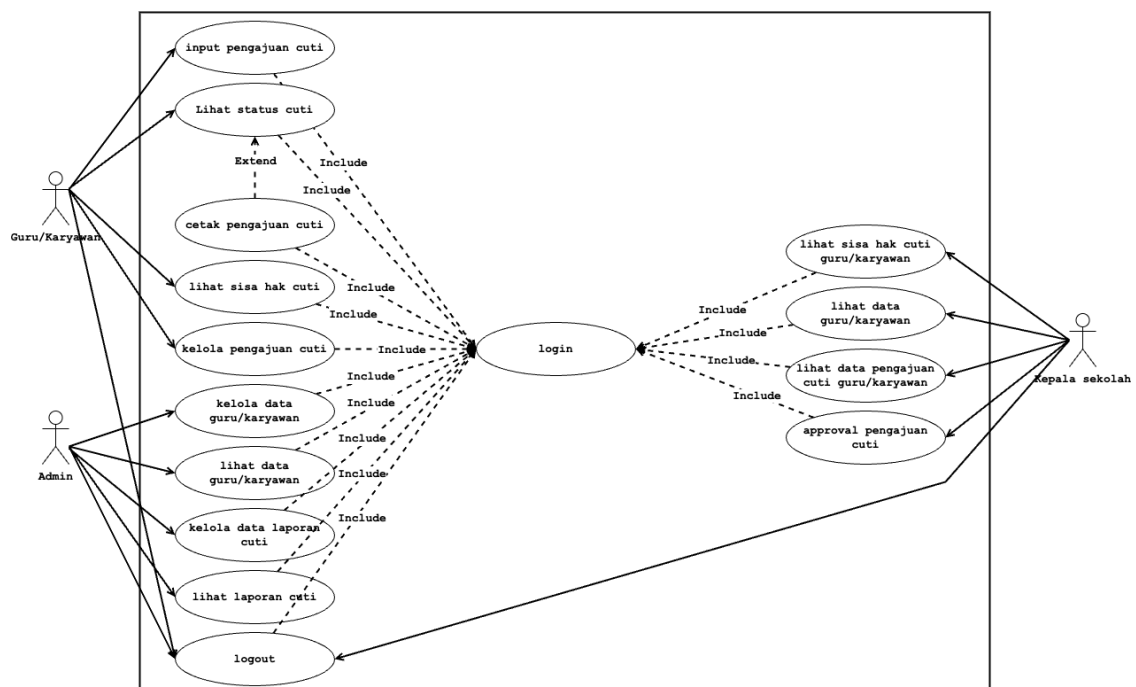 input pengajuan cuti
Lihat status cuti
Include
Extend
Include
Guru/Karyawan
cetak pengajuan cuti
lihat sisa hak cuti
guru/karyawan
lihat sisa hak cuti
Include
Include
Include
kelola pengajuan cuti
Include
login
lihat data
guru/karyawan
Include
Kepala sekolah
kelola data
guru/karyawan
Include
lihat data pengajuan
cuti guru/karyawan
Include
Include
Include
approval pengajuan
cuti
Admin
lihat data
guru/karyawan
Include
Include
kelola data laporan
cuti
Include
lihat laporan cuti
logout